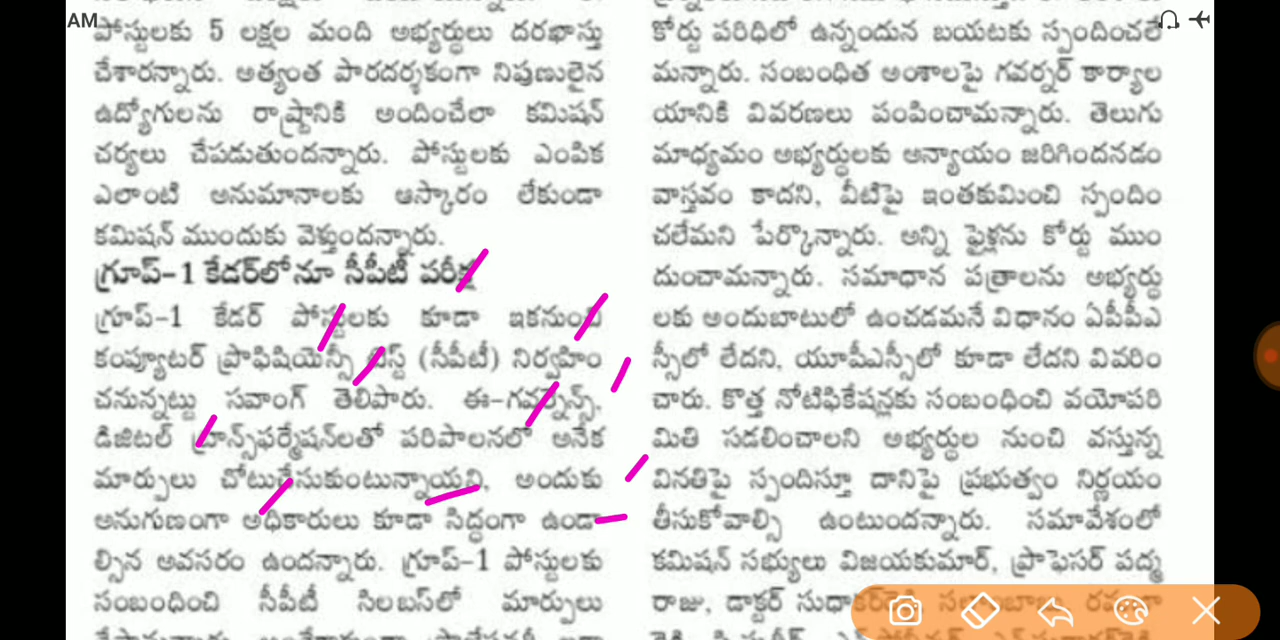 AM
పోస్టులకు 5 లక్షల మంది అభ్యర్థులు దరఖాస్తు
చేశారన్నారు. అత్యంత పారదర్శకంగా నిపుణులైన
ఉద్యోగులను రాష్ట్రానికి అందించేలా కమిషన్
చర్యలు చేపడుతుందన్నారు. పోస్టులకు ఎంపిక
ఎలాంటి అనుమానాలకు ఆస్కారం లేకుండా
కమిషన్ ముందుకు వెళ్తుందన్నారు.
గ్రూప్-1 కేడర్‌లో నూ సీపీటీ పరీక్ష
గ్రూప్-1 కేడర్ పోస్టులకు కూడా ఇకనుంచి
కంప్యూటర్ ప్రొఫిషియెన్సీ టెస్ట్ (సీపీటీ) నిర్వహిం
చనున్నట్టు సవాంగ్ తెలిపారు. ఈ-గవర్నెన్స్,
డిజిటల్ ట్రాన్స్‌ఫర్మేషన్‌లతో పరిపాలనలో అనేక
మార్పులు చోటుచేసుకుంటున్నాయని, అందుకు
అనుగుణంగా అధికారులు కూడా సిద్ధంగా ఉండా
ల్సిన అవసరం ఉందన్నారు. గ్రూప్-1 పోస్టులకు
సంబంధించి సీపీటీ సిలబస్‌లో మార్పులు
కోర్టు పరిధిలో ఉన్నందున బయటకు స్పందించలే
మన్నారు. సంబంధిత అంశాలపై గవర్నర్ కార్యాల
యానికి వివరణలు పంపించామన్నారు. తెలుగు
మాధ్యమం అభ్యర్థులకు అన్యాయం జరిగిందనడం
వాస్తవం కాదని, వీటిపై ఇంతకుమించి స్పందిం
చలేమని పేర్కొన్నారు. అన్ని ఫైళ్లను కోర్టు ముం
దుంచామన్నారు. సమాధాన పత్రాలను అభ్యర్థు
లకు అందుబాటులో ఉంచడమనే విధానం ఏపీపీఎ
స్సీలో లేదని, యూపీఎస్సీలో కూడా లేదని వివరిం
చారు. కొత్త నోటిఫికేషన్లకు సంబంధించి వయోపరి
మితి సడలించాలని అభ్యర్థుల నుంచి వస్తున్న
వినతిపై స్పందిస్తూ దానిపై ప్రభుత్వం నిర్ణయం
తీసుకోవాల్సి ఉంటుందన్నారు. సమావేశంలో
కమిషన్ సభ్యులు విజయకుమార్, ప్రొఫెసర్ పద్మ
రాజు, డాక్టర్